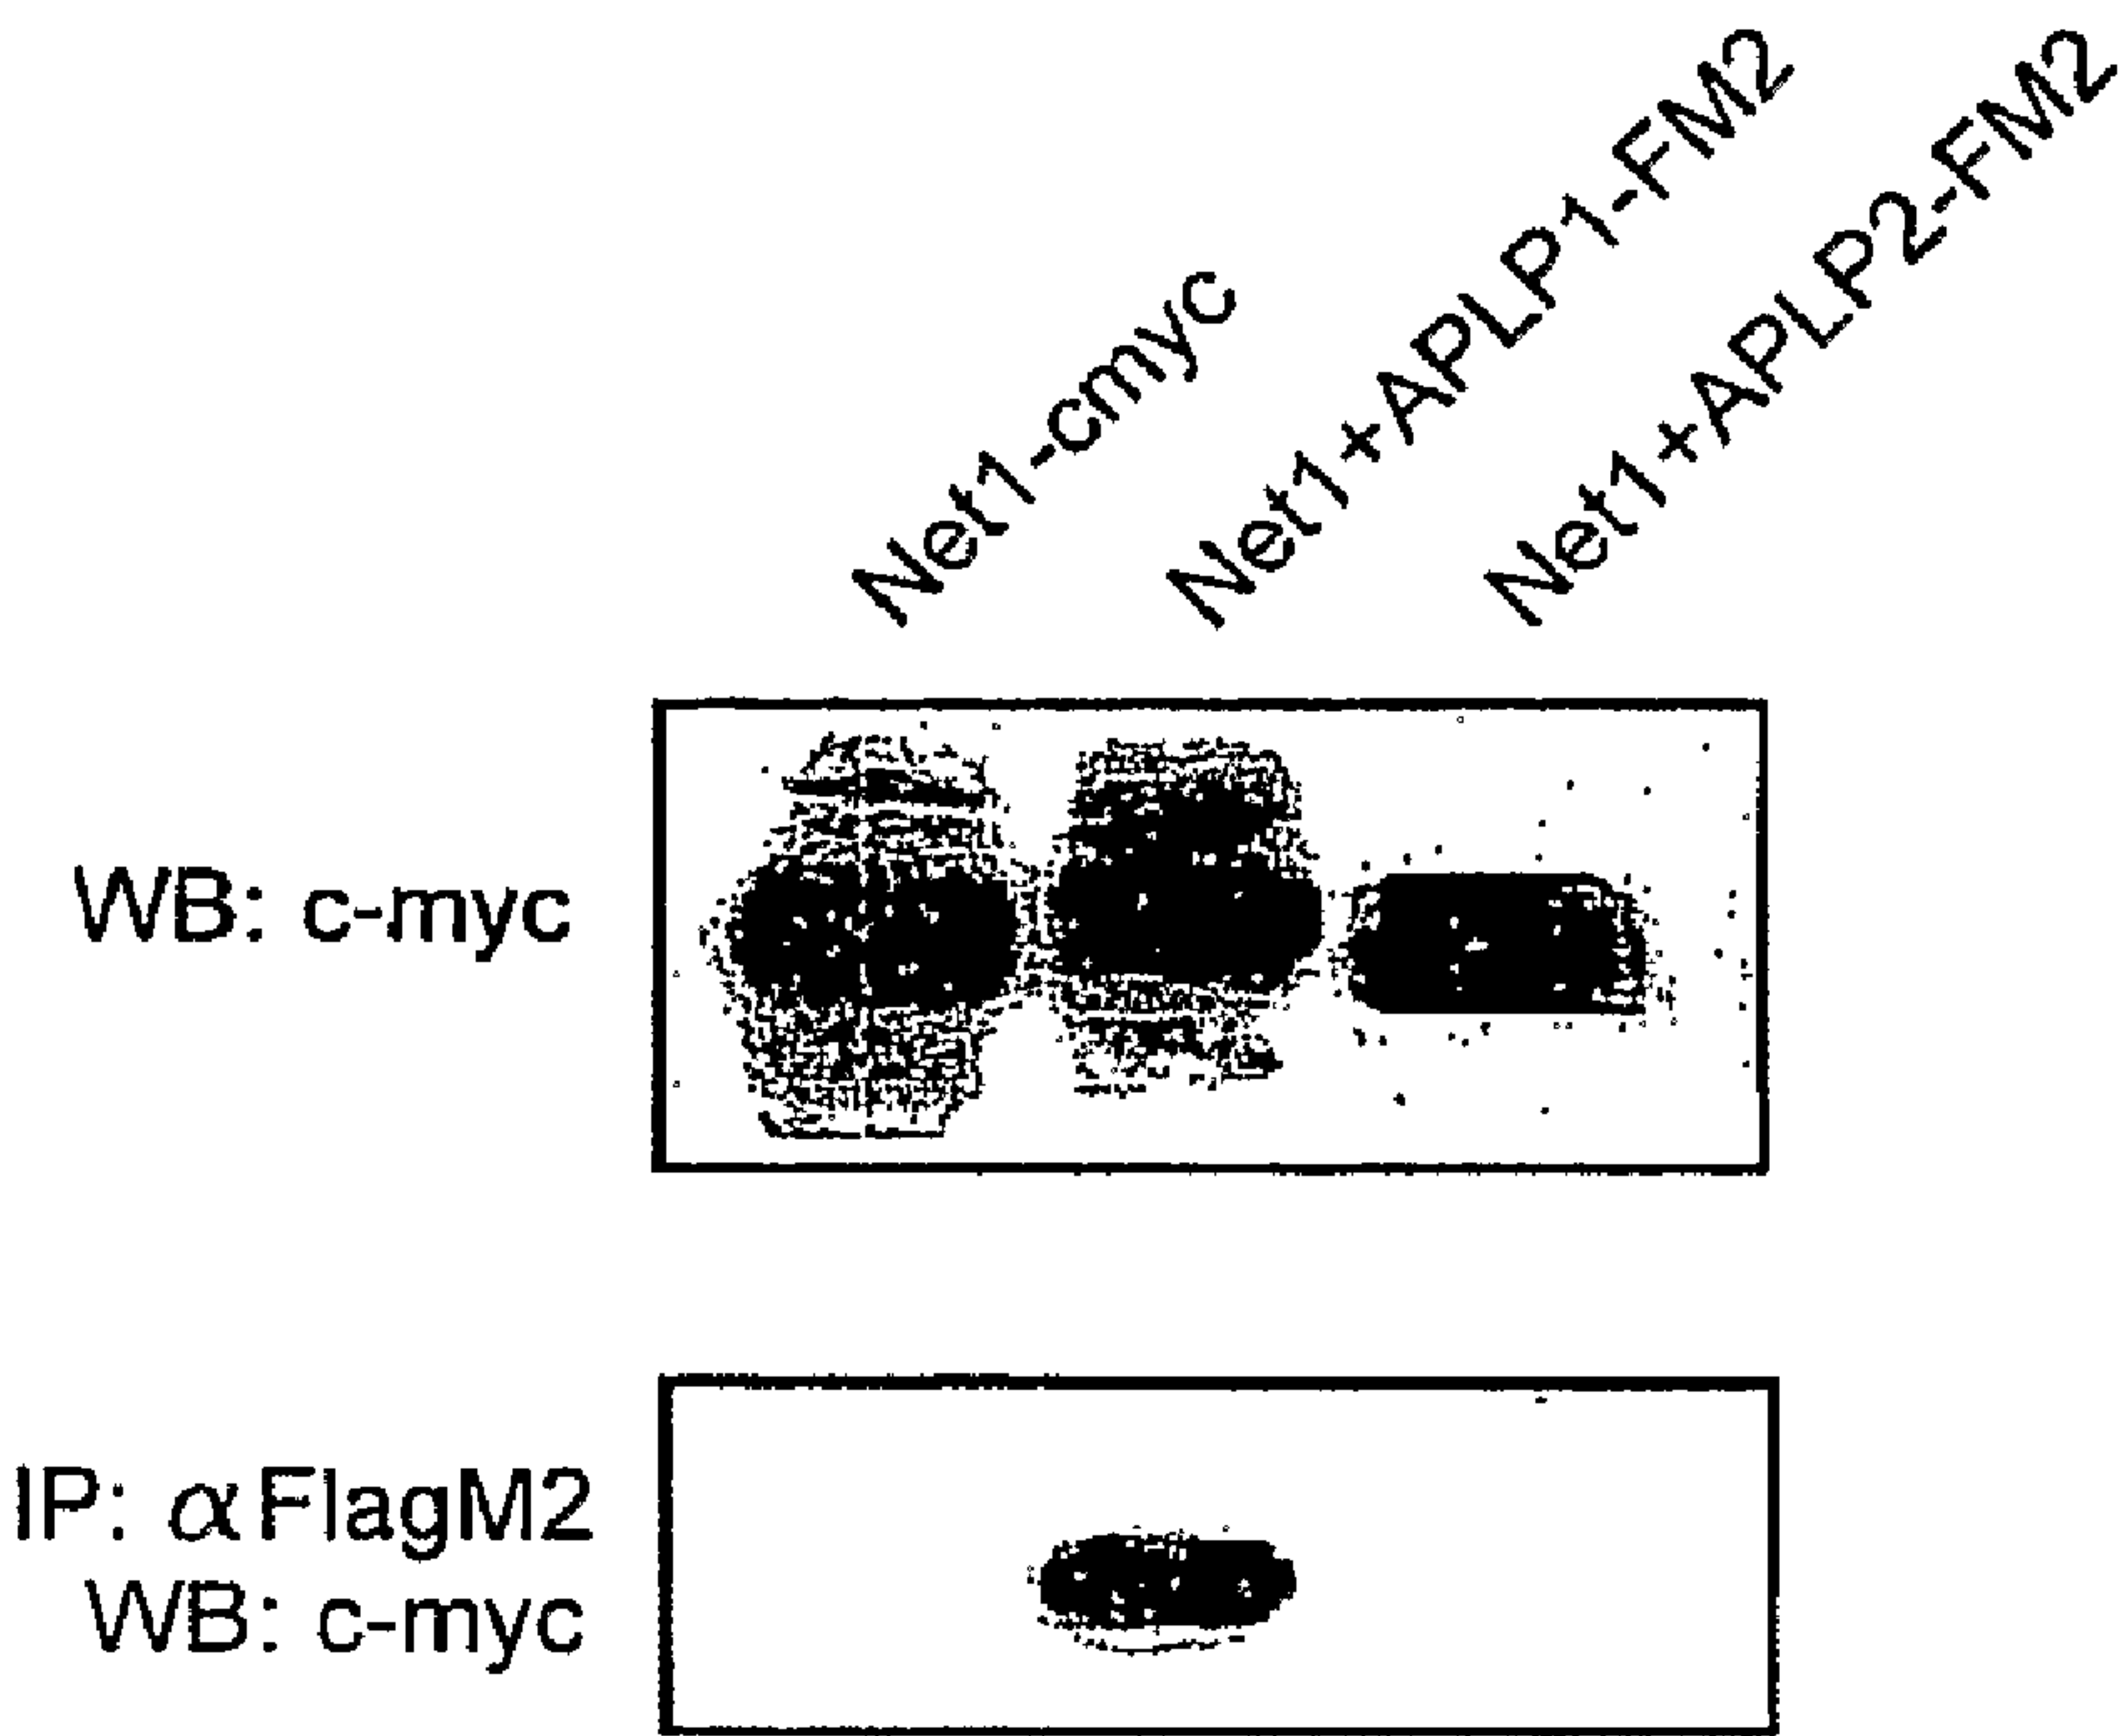 Net1-cmyc
Net1+APLP1-FM2
Net1+APLP2-FM2
WB: c-myc
IP: αFlagM2
WB: c-myc